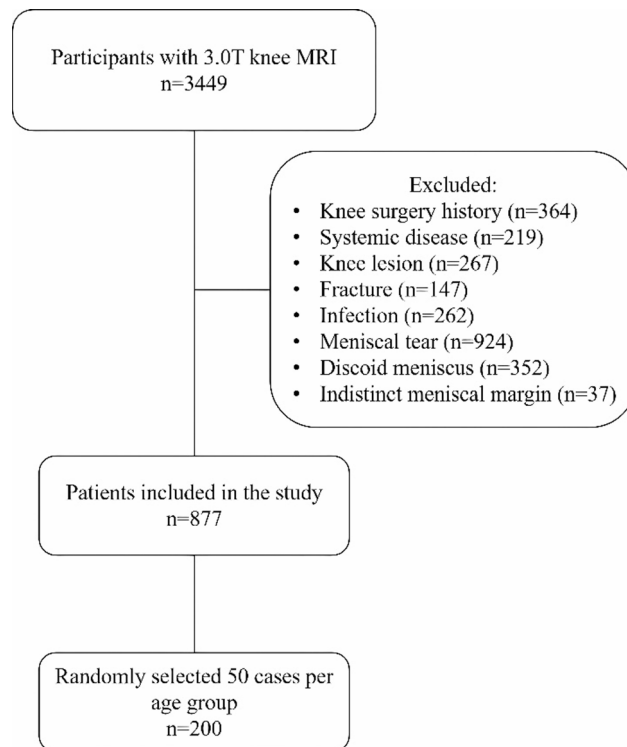 Participants with 3.0T knee MRI
n=3449
Excluded:
• Knee surgery history (n=364)
• Systemic disease (n=219)
• Knee lesion (n=267)
• Fracture (n=147)
• Infection (n=262)
• Meniscal tear (n=924)
• Discoid meniscus (n=352)
• Indistinct meniscal margin (n=37)
Patients included in the study
n=877
Randomly selected 50 cases per
age group
n=200